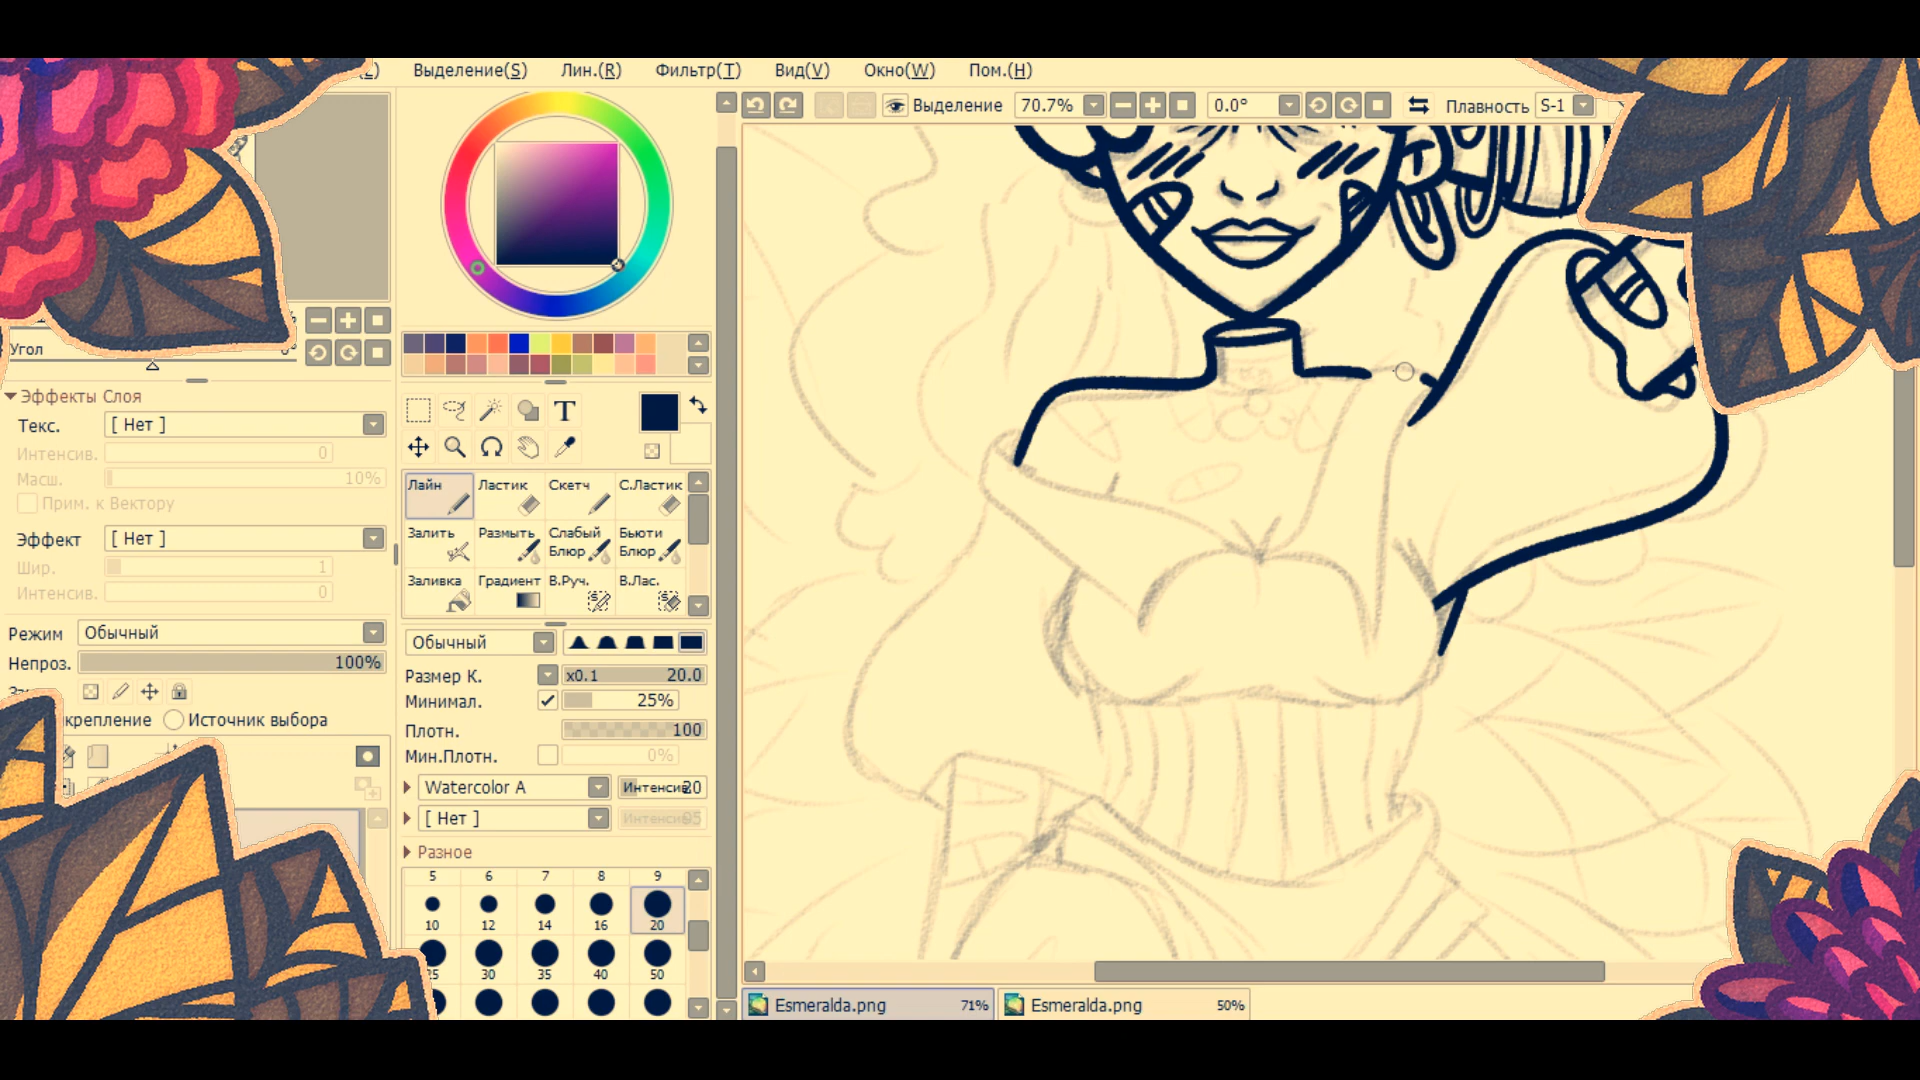 Выделение(S) Лин.(R) Фильтр(T) Вид(V) Окно(W) Пом.(H)
Выделение 70.7% 0.0° Плавность S-1
Угол
Эффекты Слоя
Текс. [ Нет ]
Интенсив. 0
Масш. 10%
Прим. к Вектору
Эффект [ Нет ]
Шир. 1
Интенсив. 0
Режим Обычный
Непроз. 100%
Источник выбора
T
Лайн Ластик Скетч С.Ластик
Залить Размыть Слабый Блюр Бьюти Блюр
Заливка Градиент В.Руч. В.Лас.
Обычный
Размер К. x0.1 20.0
Минимал. 25%
Плотн. 100
Мин.Плотн. 0%
Watercolor A
[ Нет ]
Разное
5 6 7 8 9
10 12 14 16 20
25 30 35 40 50
Esmeralda.png 71% Esmeralda.png 50%